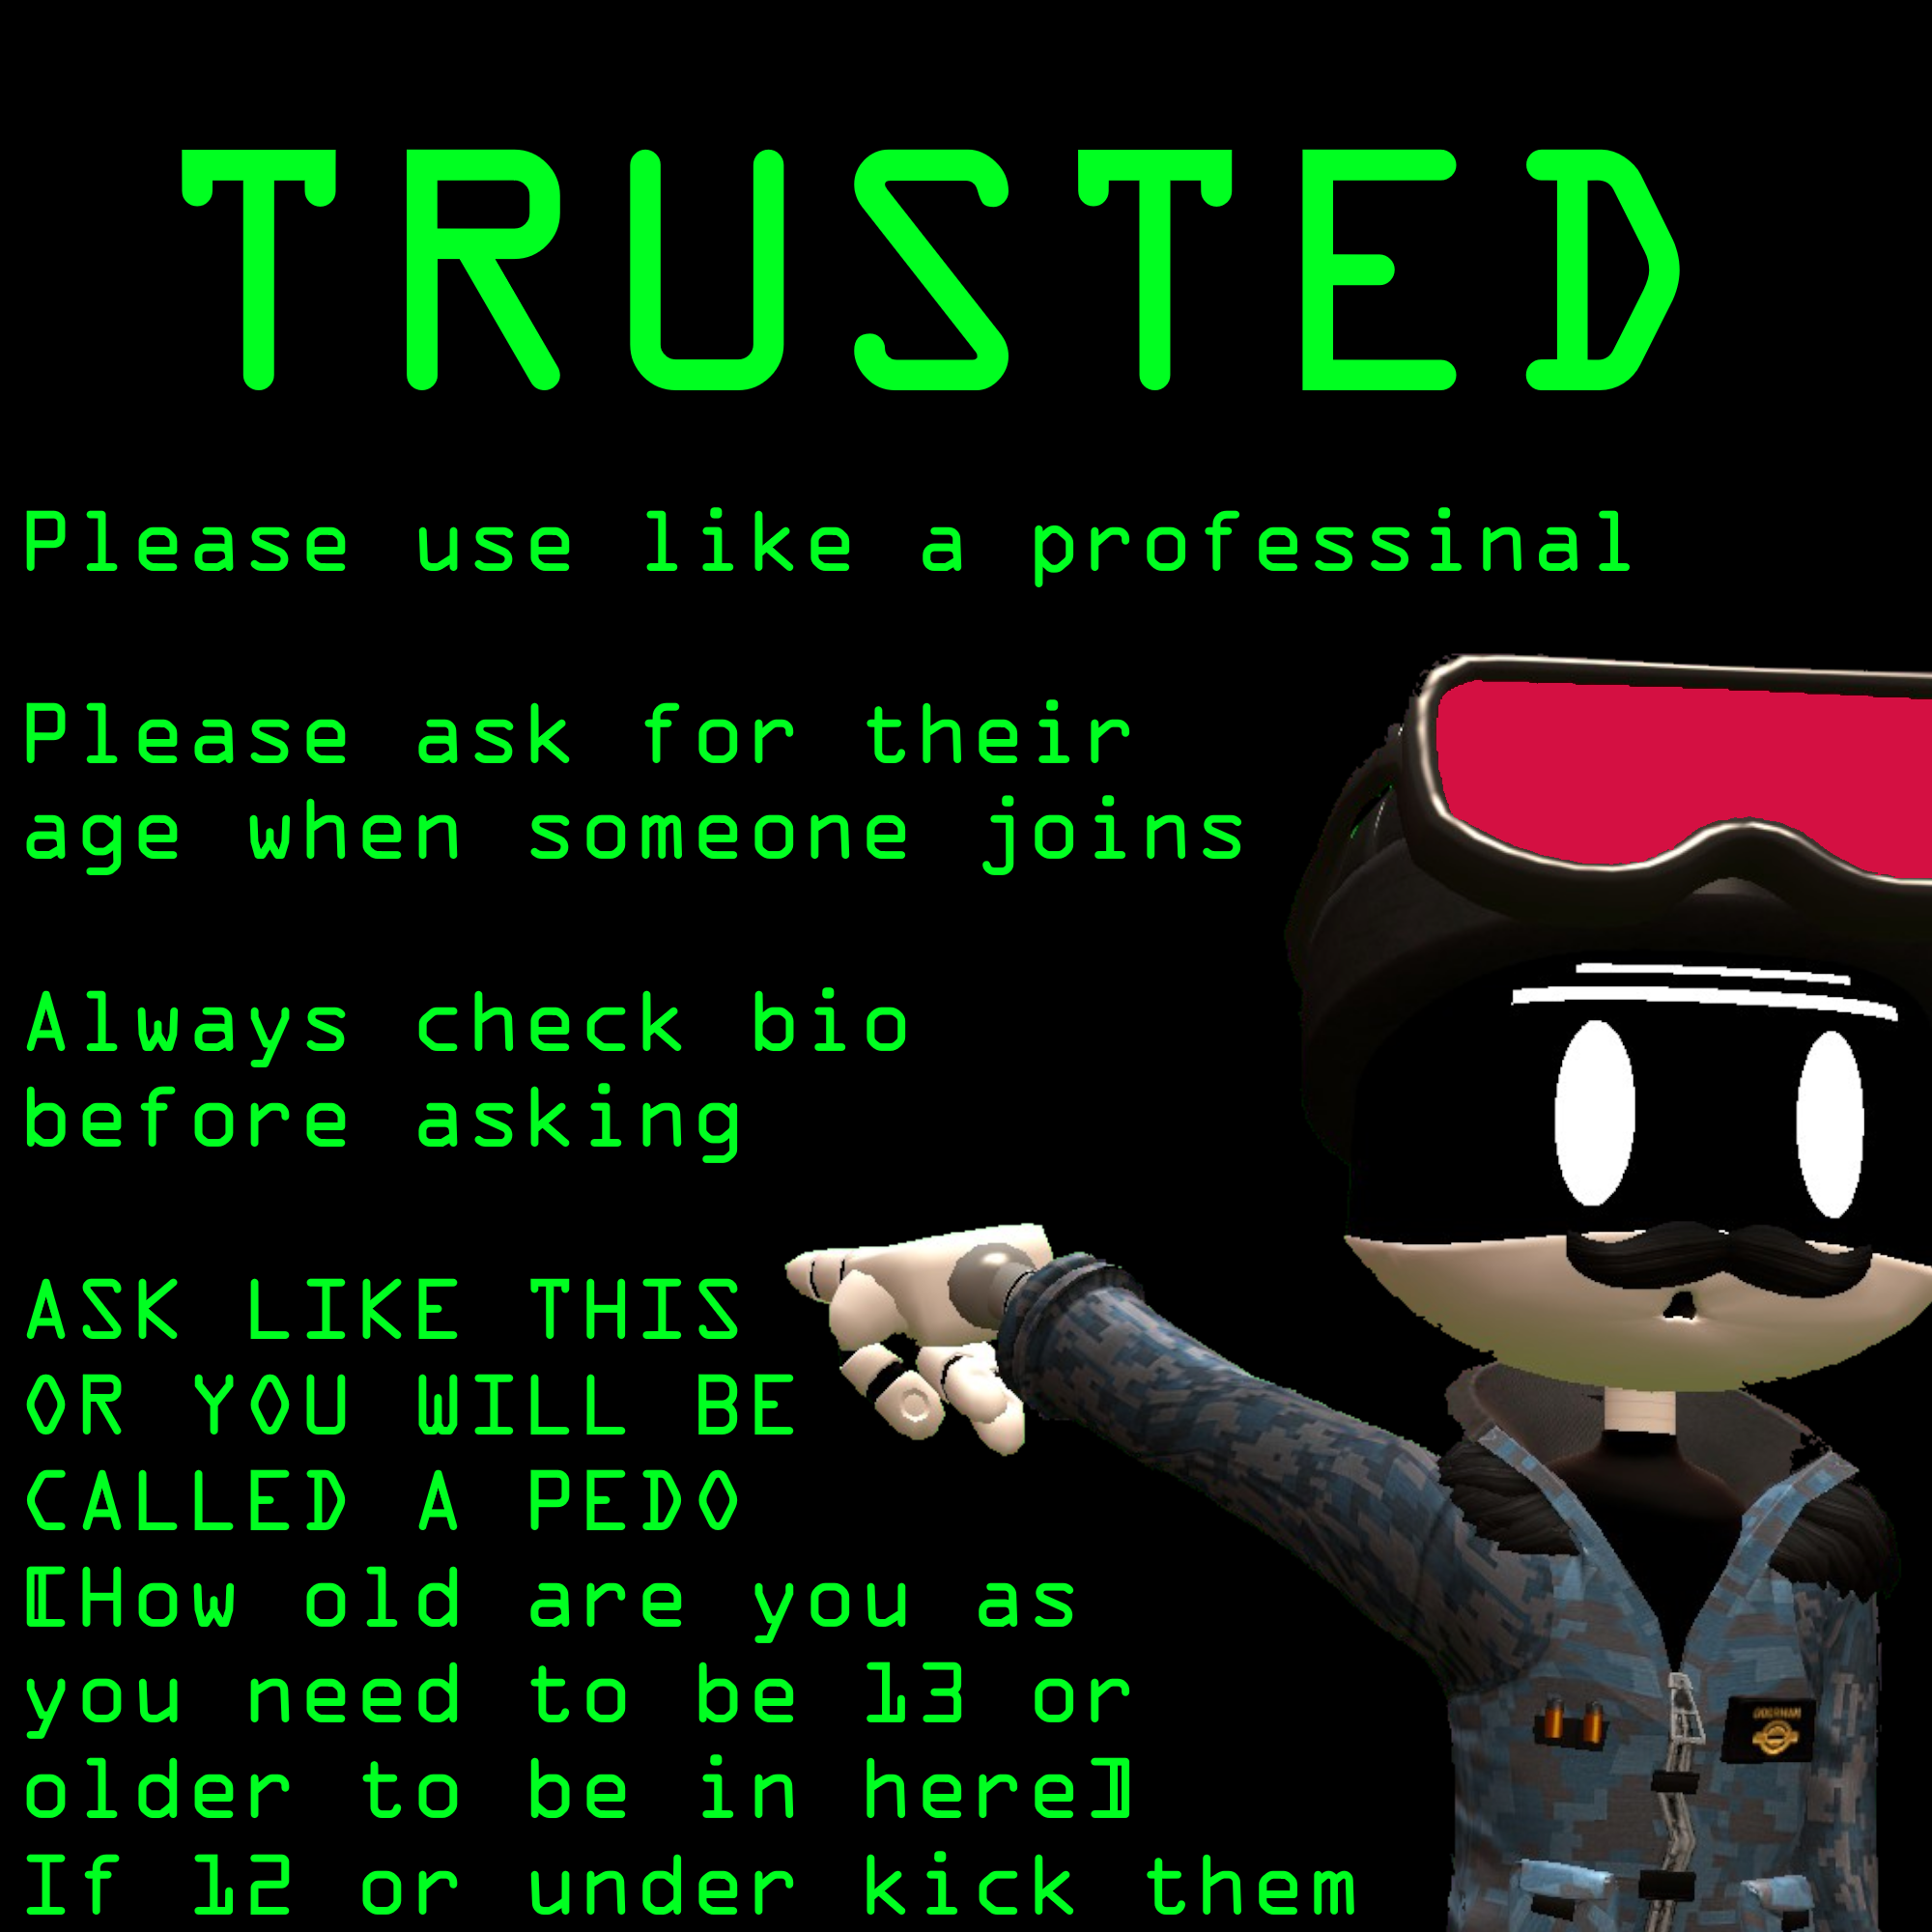 TRUSTED
Please use like a professinal
Please ask for their
age when someone joins
Always check bio
before asking
ASK LIKE THIS
OR YOU WILL BE
CALLED A PEDO
[How old are you as
you need to be 13 or
older to be in here]
If 12 or under kick them